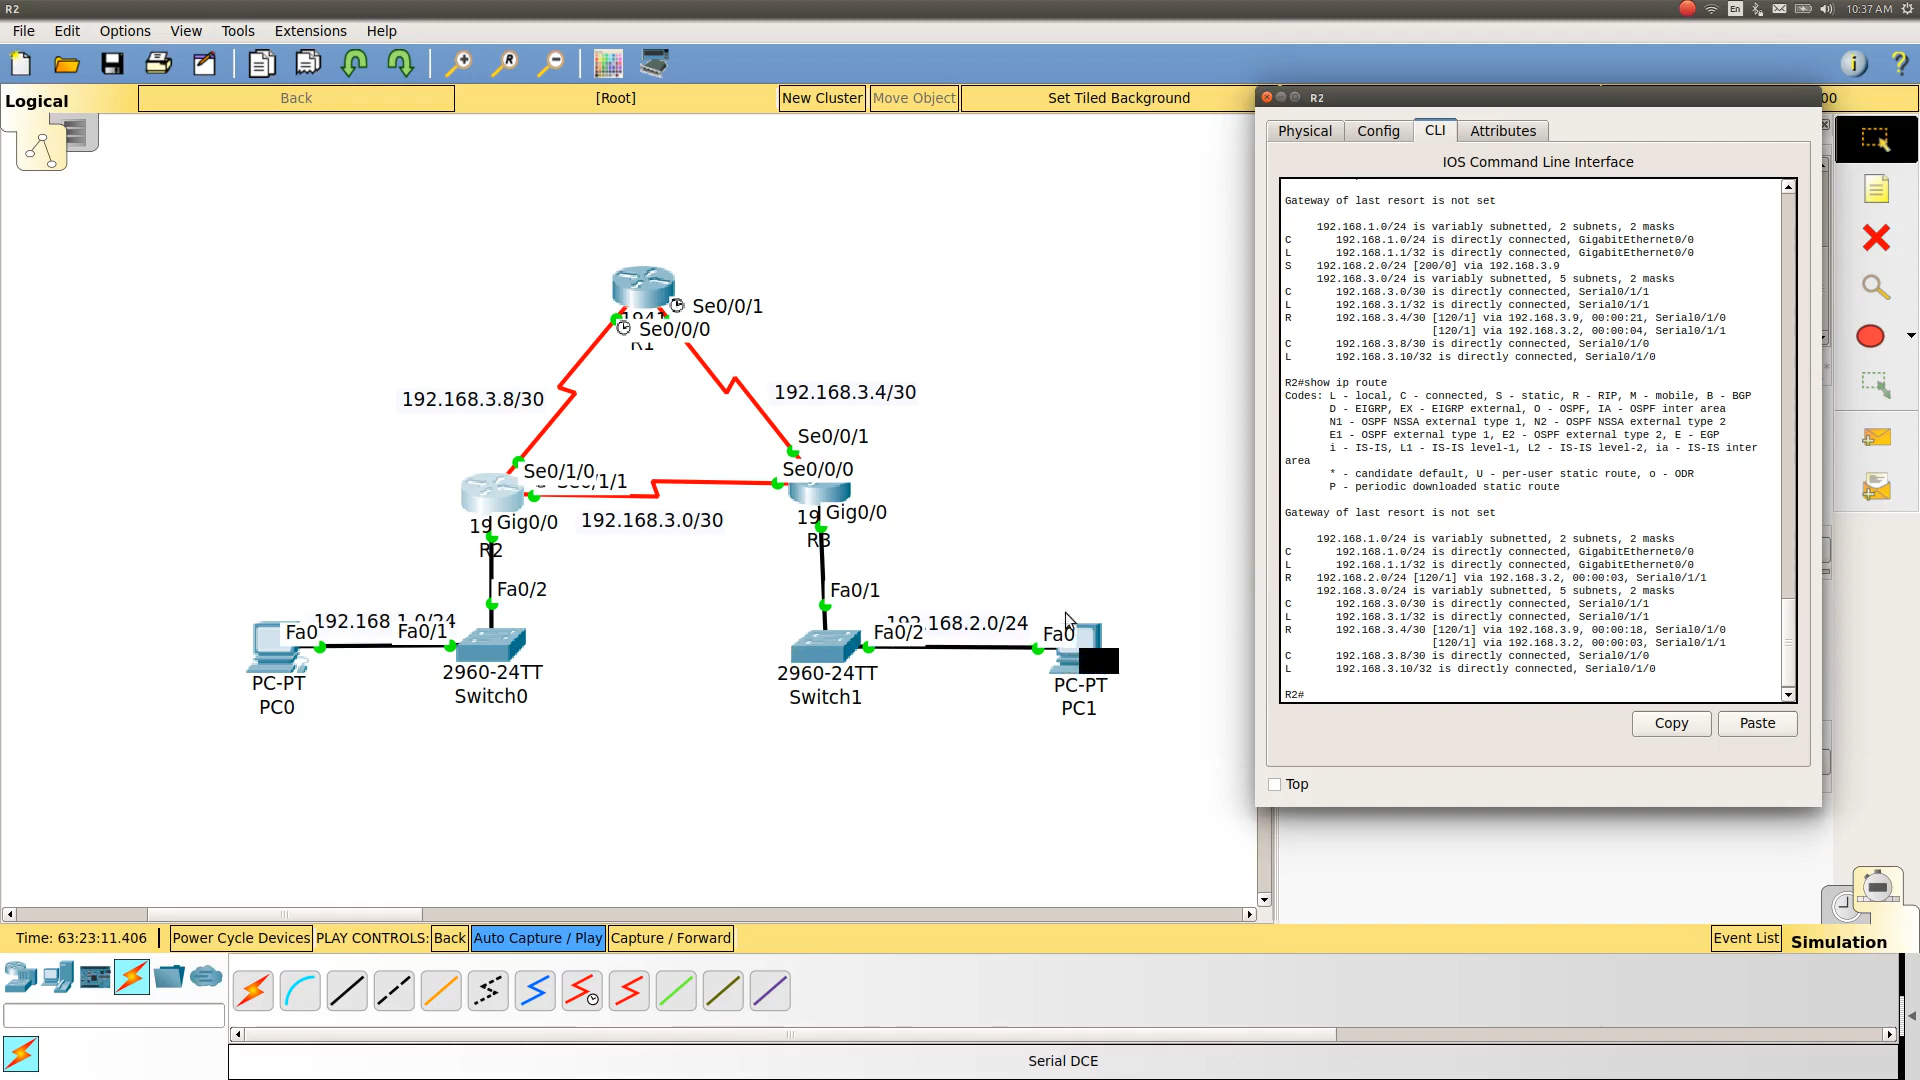 R2
En
10:37 AM
File Edit Options View Tools Extensions Help
R
i
?
Logical
Back
[Root]
New Cluster
Move Object
Set Tiled Background
00
R2
Physical
Config
CLI
Attributes
IOS Command Line Interface
Gateway of last resort is not set
192.168.1.0/24 is variably subnetted, 2 subnets, 2 masks
C 192.168.1.0/24 is directly connected, GigabitEthernet0/0
L 192.168.1.1/32 is directly connected, GigabitEthernet0/0
S 192.168.2.0/24 [200/0] via 192.168.3.9
192.168.3.0/24 is variably subnetted, 5 subnets, 2 masks
C 192.168.3.0/30 is directly connected, Serial0/1/1
L 192.168.3.1/32 is directly connected, Serial0/1/1
R 192.168.3.4/30 [120/1] via 192.168.3.9, 00:00:21, Serial0/1/0
[120/1] via 192.168.3.2, 00:00:04, Serial0/1/1
C 192.168.3.8/30 is directly connected, Serial0/1/0
L 192.168.3.10/32 is directly connected, Serial0/1/0
R2#show ip route
Codes: L - local, C - connected, S - static, R - RIP, M - mobile, B - BGP
D - EIGRP, EX - EIGRP external, O - OSPF, IA - OSPF inter area
N1 - OSPF NSSA external type 1, N2 - OSPF NSSA external type 2
E1 - OSPF external type 1, E2 - OSPF external type 2, E - EGP
i - IS-IS, L1 - IS-IS level-1, L2 - IS-IS level-2, ia - IS-IS inter
area
* - candidate default, U - per-user static route, o - ODR
P - periodic downloaded static route
Gateway of last resort is not set
192.168.1.0/24 is variably subnetted, 2 subnets, 2 masks
C 192.168.1.0/24 is directly connected, GigabitEthernet0/0
L 192.168.1.1/32 is directly connected, GigabitEthernet0/0
R 192.168.2.0/24 [120/1] via 192.168.3.2, 00:00:03, Serial0/1/1
192.168.3.0/24 is variably subnetted, 5 subnets, 2 masks
C 192.168.3.0/30 is directly connected, Serial0/1/1
L 192.168.3.1/32 is directly connected, Serial0/1/1
R 192.168.3.4/30 [120/1] via 192.168.3.9, 00:00:18, Serial0/1/0
[120/1] via 192.168.3.2, 00:00:03, Serial0/1/1
C 192.168.3.8/30 is directly connected, Serial0/1/0
L 192.168.3.10/32 is directly connected, Serial0/1/0
R2#
Copy
Paste
Top
Se0/0/1
1941
Se0/0/0
R1
192.168.3.8/30
192.168.3.4/30
Se0/0/1
Se0/1/0
/1/1
Se0/0/0
19
Gig0/0
R2
192.168.3.0/30
19
Gig0/0
R3
Fa0/2
Fa0/1
192.168 1.0/24
Fa0
Fa0/1
.168.2.0/24
Fa0/2
Fa0
2960-24TT
Switch0
2960-24TT
Switch1
PC-PT
PC0
PC-PT
PC1
Time: 63:23:11.406
Power Cycle Devices
PLAY CONTROLS:
Back
Auto Capture / Play
Capture / Forward
Event List
Simulation
Serial DCE